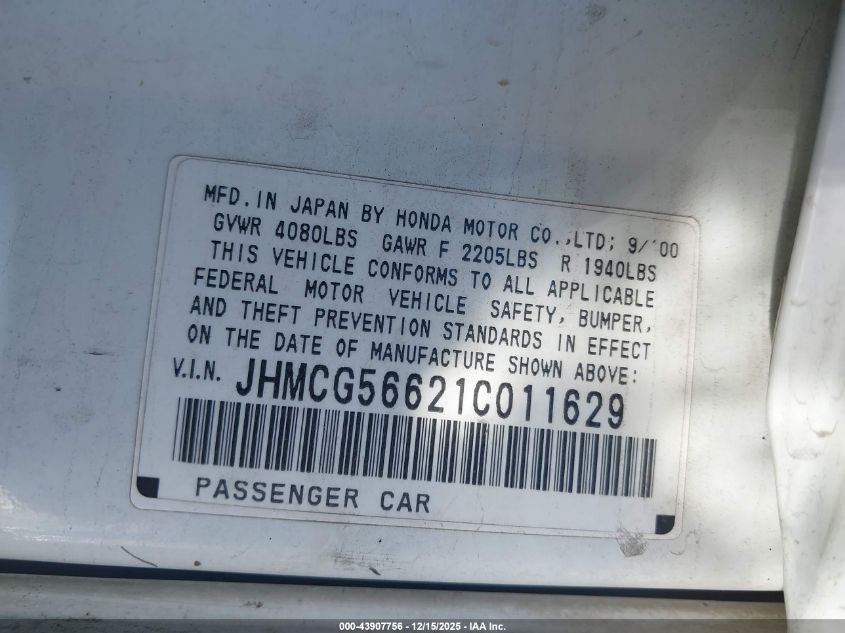 MFD. IN JAPAN BY HONDA MOTOR CO.,LTD; 9/'00
GVWR 4080LBS GAWR F 2205LBS R 1940LBS
THIS VEHICLE CONFORMS TO ALL APPLICABLE
FEDERAL MOTOR VEHICLE SAFETY, BUMPER,
AND THEFT PREVENTION STANDARDS IN EFFECT
ON THE DATE OF MANUFACTURE SHOWN ABOVE:
V.I.N. JHMCG56621C011629
PASSENGER CAR
000-43907756 - 12/15/2025 - IAA Inc.